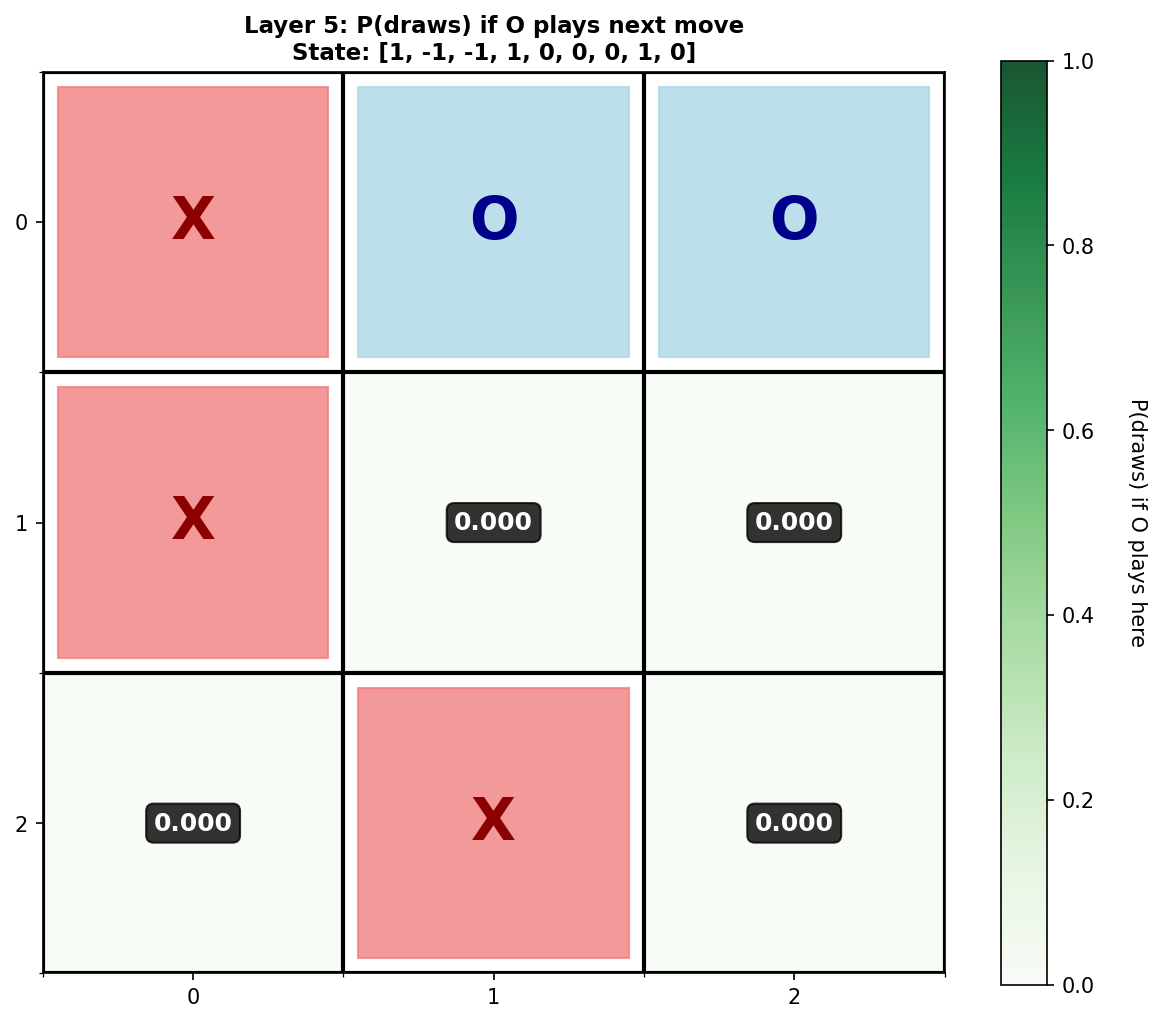 Layer 5: P(draws) if O plays next move
State: [1, -1, -1, 1, 0, 0, 0, 1, 0]
X O O
X 0.000 0.000
0.000 X 0.000
0
1
2
0 1 2
1.0
0.8
0.6
0.4
0.2
0.0
P(draws) if O plays here